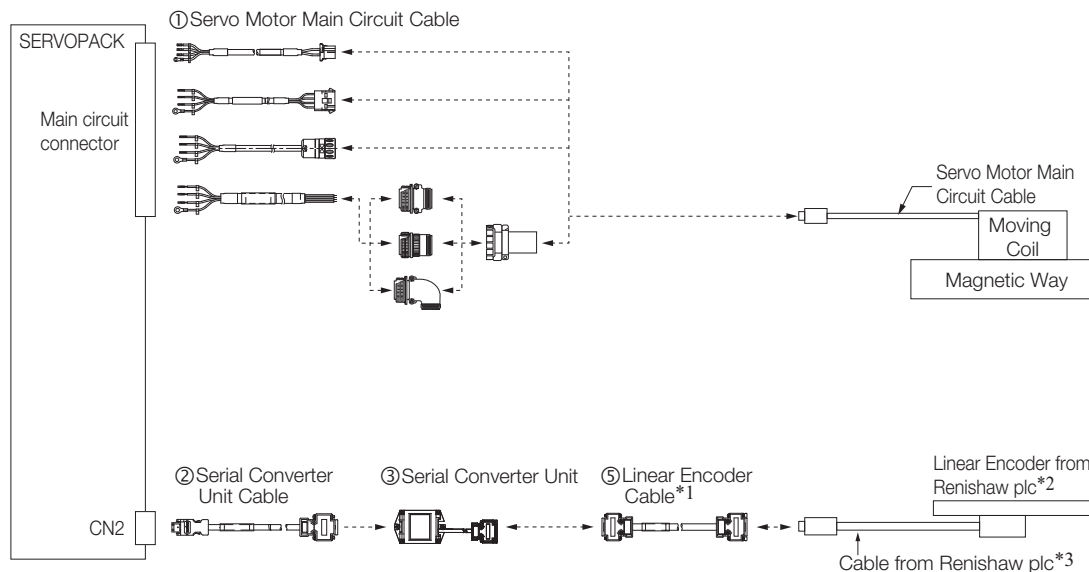 ①Servo Motor Main Circuit Cable
SERVOPACK
Main circuit
connector
Servo Motor Main
Circuit Cable
Moving
Coil
Magnetic Way
②Serial Converter
Unit Cable
③Serial Converter Unit
⑤Linear Encoder
Cable*1
Linear Encoder from
Renishaw plc*2
CN2
Cable from Renishaw plc*3